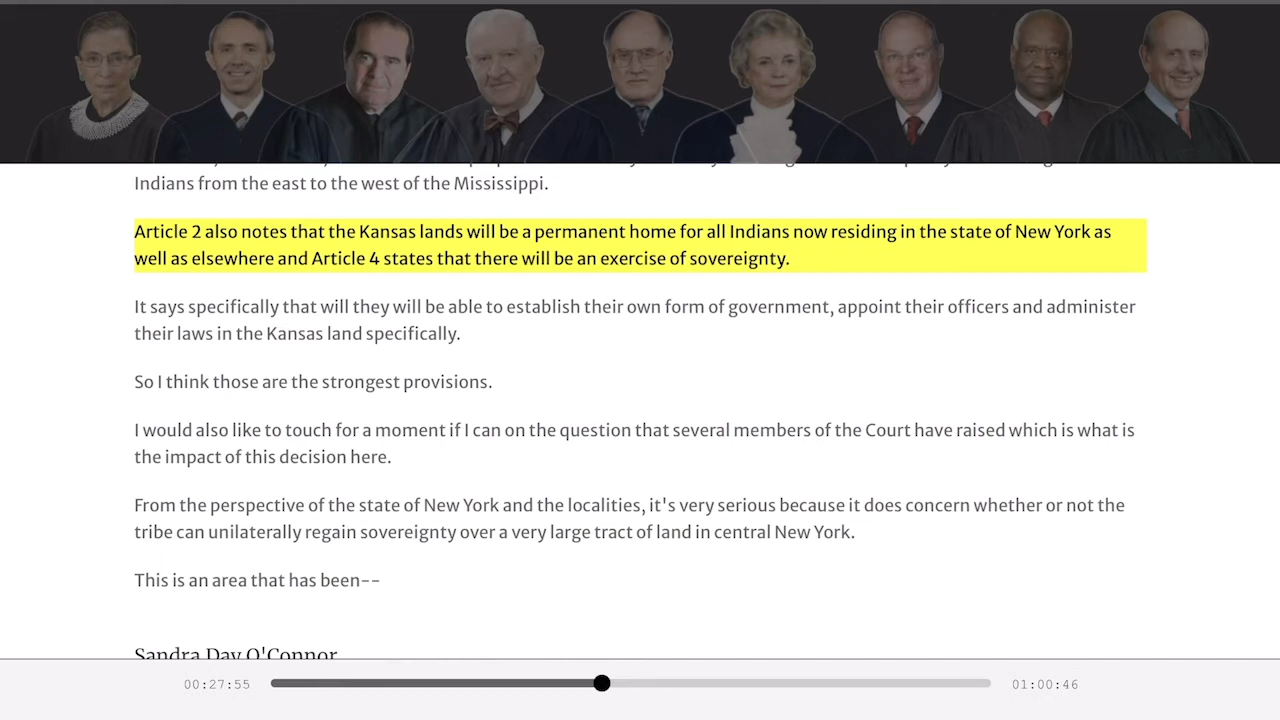 Indians from the east to the west of the Mississippi.
Article 2 also notes that the Kansas lands will be a permanent home for all Indians now residing in the state of New York as
well as elsewhere and Article 4 states that there will be an exercise of sovereignty.
It says specifically that will they will be able to establish their own form of government, appoint their officers and administer
their laws in the Kansas land specifically.
So I think those are the strongest provisions.
I would also like to touch for a moment if I can on the question that several members of the Court have raised which is what is
the impact of this decision here.
From the perspective of the state of New York and the localities, it's very serious because it does concern whether or not the
tribe can unilaterally regain sovereignty over a very large tract of land in central New York.
This is an area that has been--
Sandra Day O'Connor
00:27:55
01:00:46